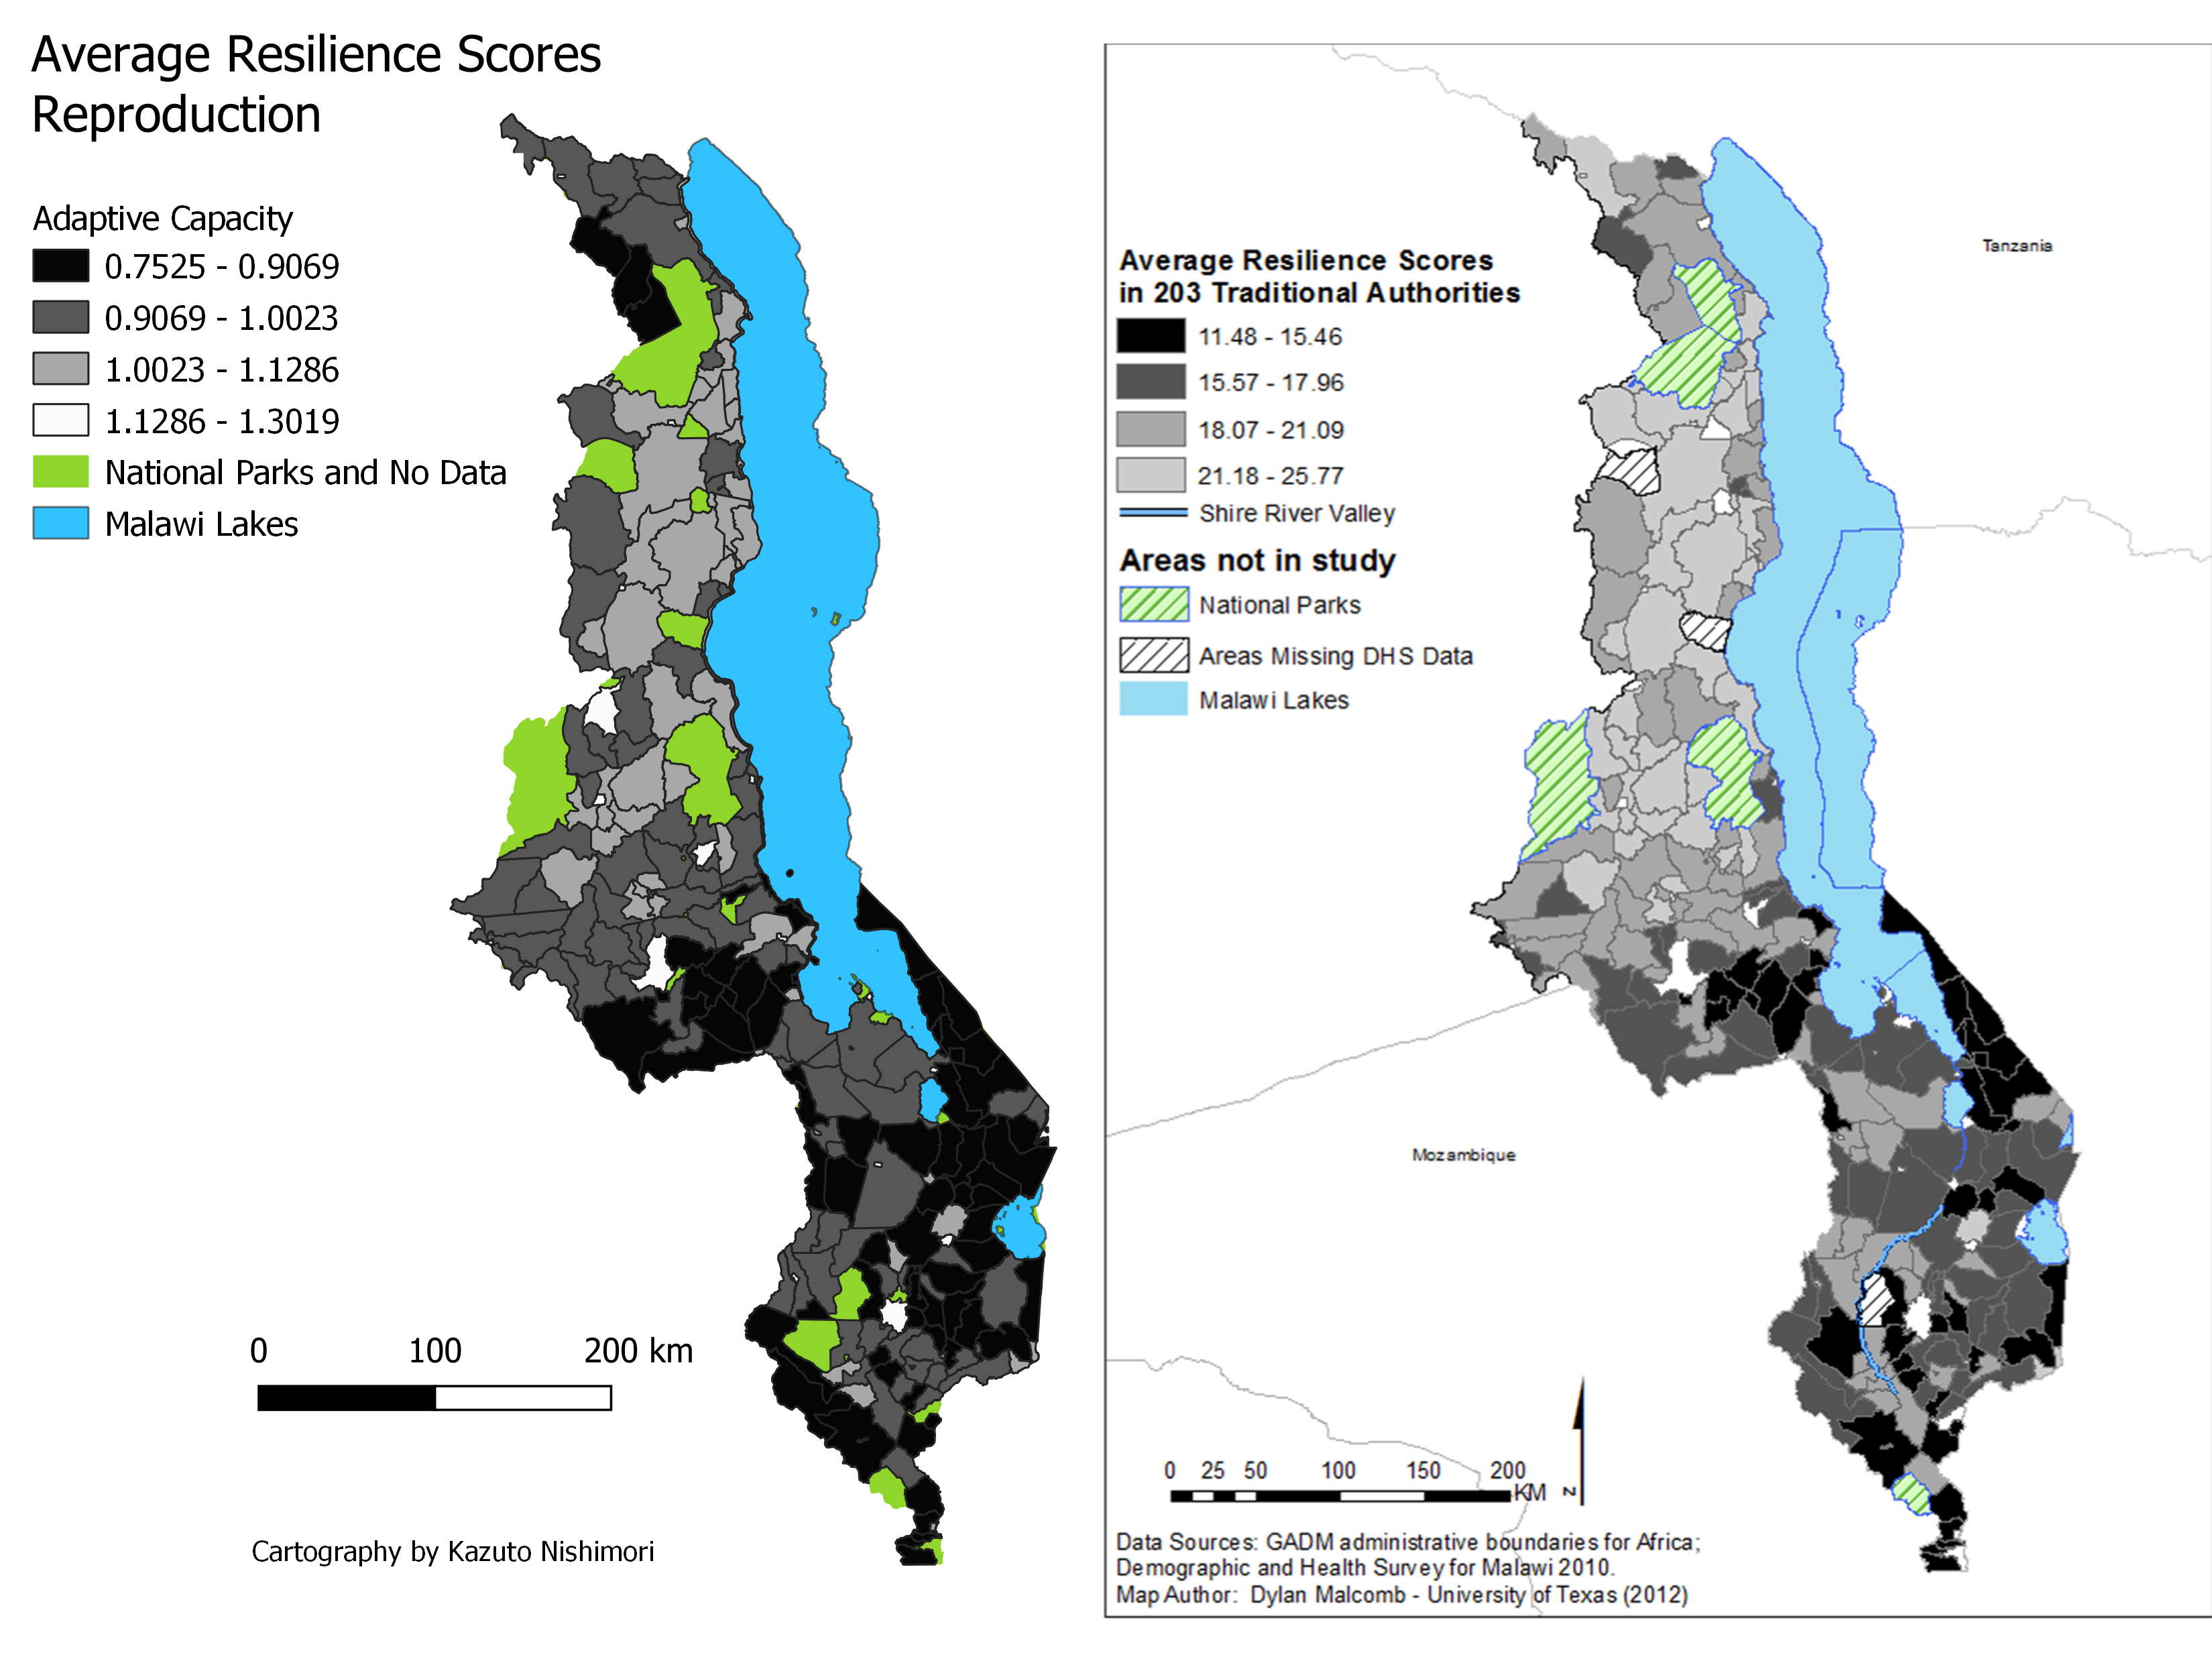 Average Resilience Scores
Reproduction
Adaptive Capacity
0.7525 - 0.9069
0.9069 - 1.0023
1.0023 - 1.1286
1.1286 - 1.3019
National Parks and No Data
Malawi Lakes
0 100 200 km
Cartography by Kazuto Nishimori
Tanzania
Average Resilience Scores
in 203 Traditional Authorities
11.48 - 15.46
15.57 - 17.96
18.07 - 21.09
21.18 - 25.77
Shire River Valley
Areas not in study
National Parks
Areas Missing DHS Data
Malawi Lakes
Mozambique
0 25 50 100 150 200
KM
N
Data Sources: GADM administrative boundaries for Africa;
Demographic and Health Survey for Malawi 2010.
Map Author: Dylan Malcomb - University of Texas (2012)